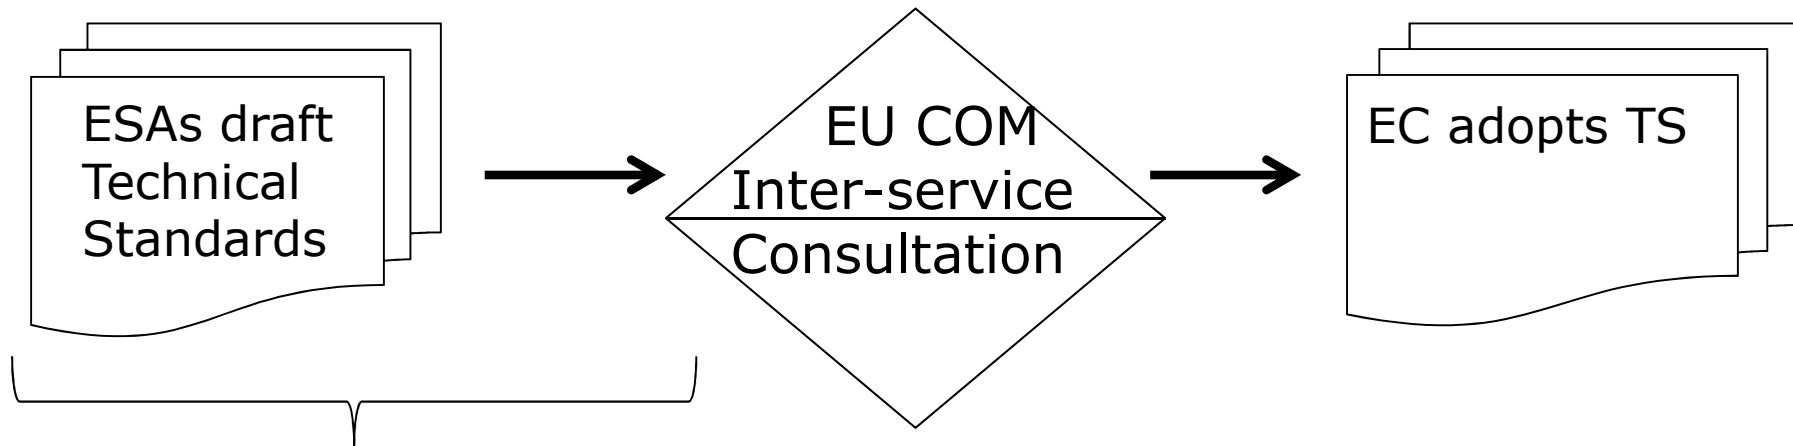 ESAs draft
Technical
Standards
EU COM
Inter-service
Consultation
EC adopts TS